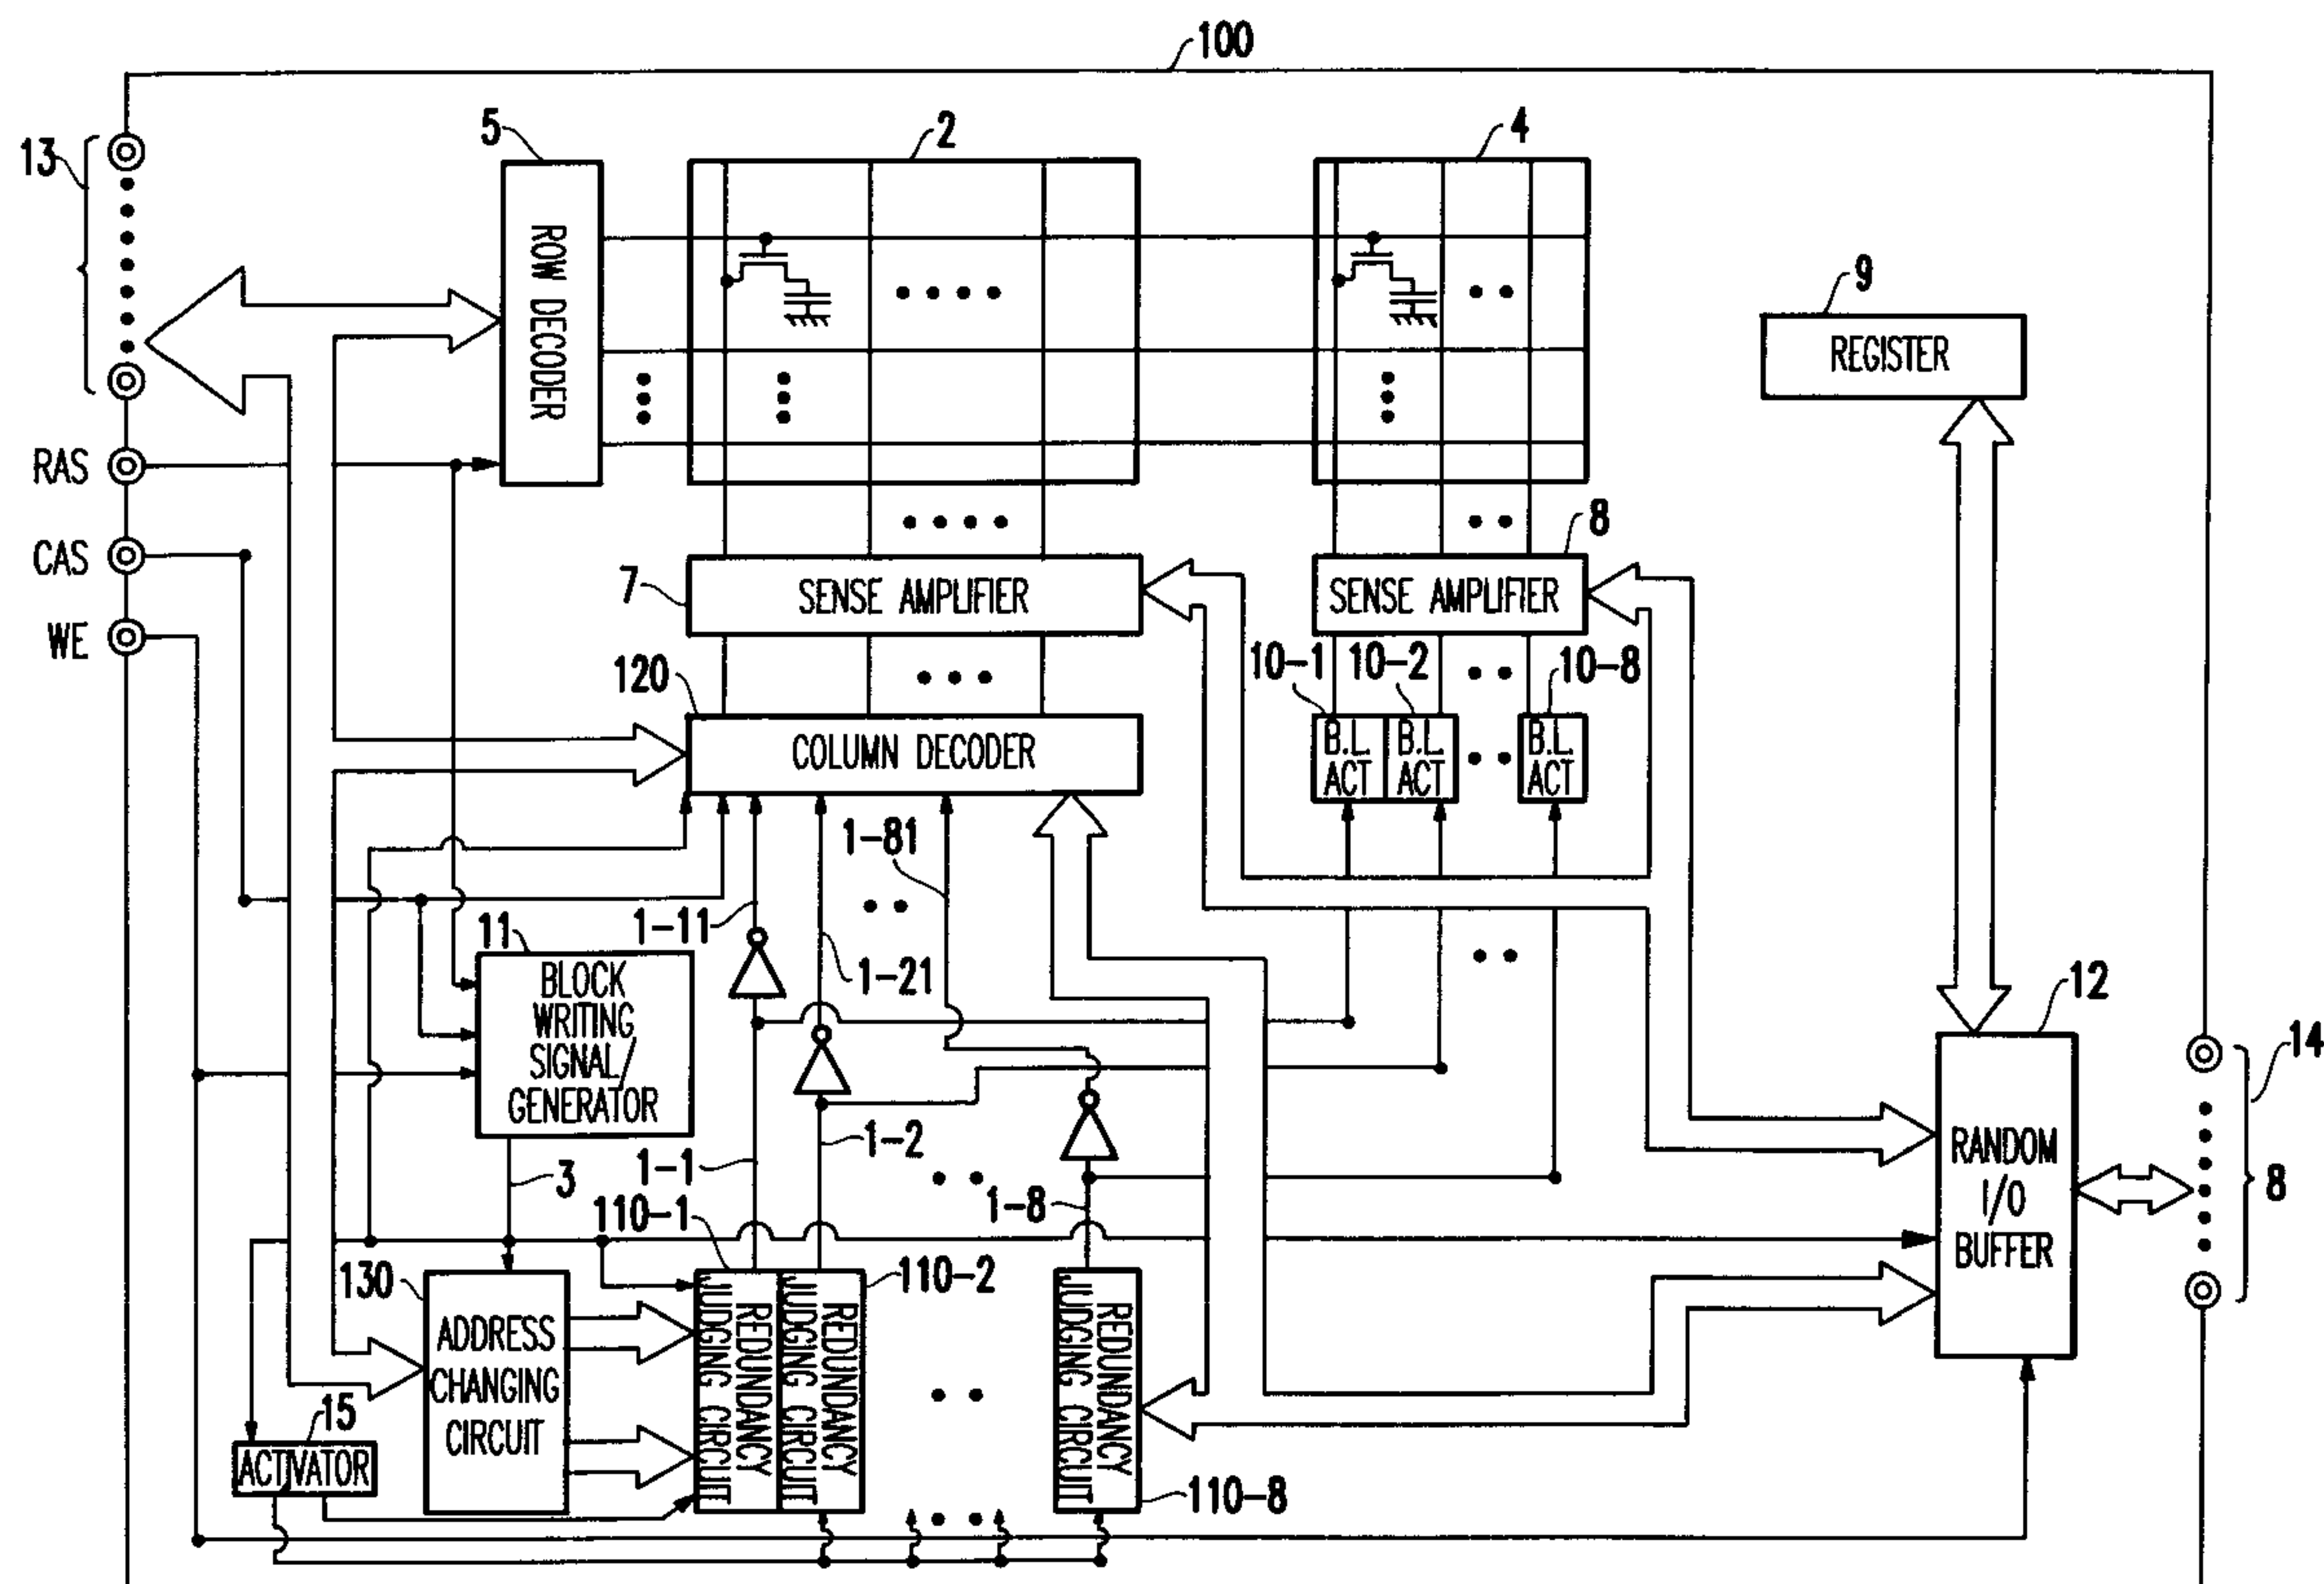 100
13
5
2
4
ROW DECODER
9
REGISTER
RAS
CAS
WE
7
SENSE AMPLIFIER
8
SENSE AMPLIFIER
120
COLUMN DECODER
10-1
10-2
10-8
B.L.
ACT
B.L.
ACT
B.L.
ACT
1-81
1-11
1-21
11
BLOCK
WRITING
SIGNAL/
GENERATOR
12
14
RANDOM
I/O
BUFFER
8
3
1-1
1-2
1-8
110-1
110-2
130
ADDRESS
CHANGING
CIRCUIT
REDUNDANCY
JUDGING CIRCUIT
REDUNDANCY
JUDGING CIRCUIT
REDUNDANCY
JUDGING CIRCUIT
15
ACTIVATOR
110-8